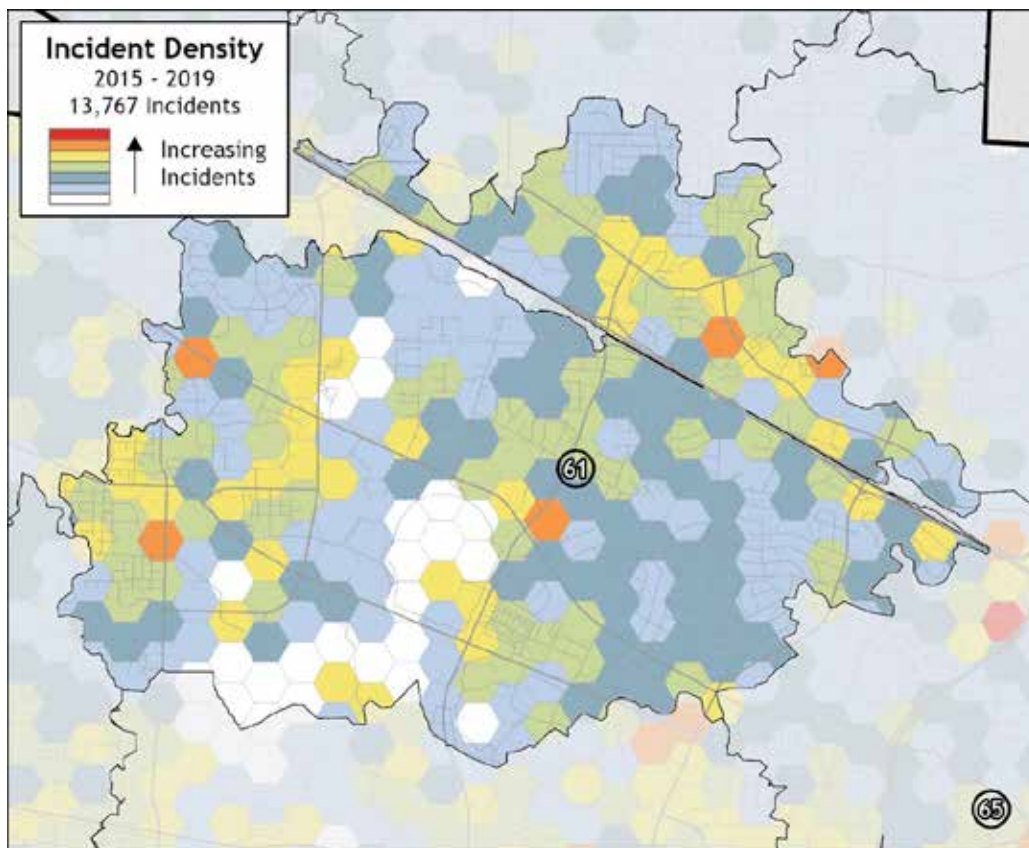 Incident Density
2015 - 2019
13,767 Incidents
Increasing
Incidents
61
65